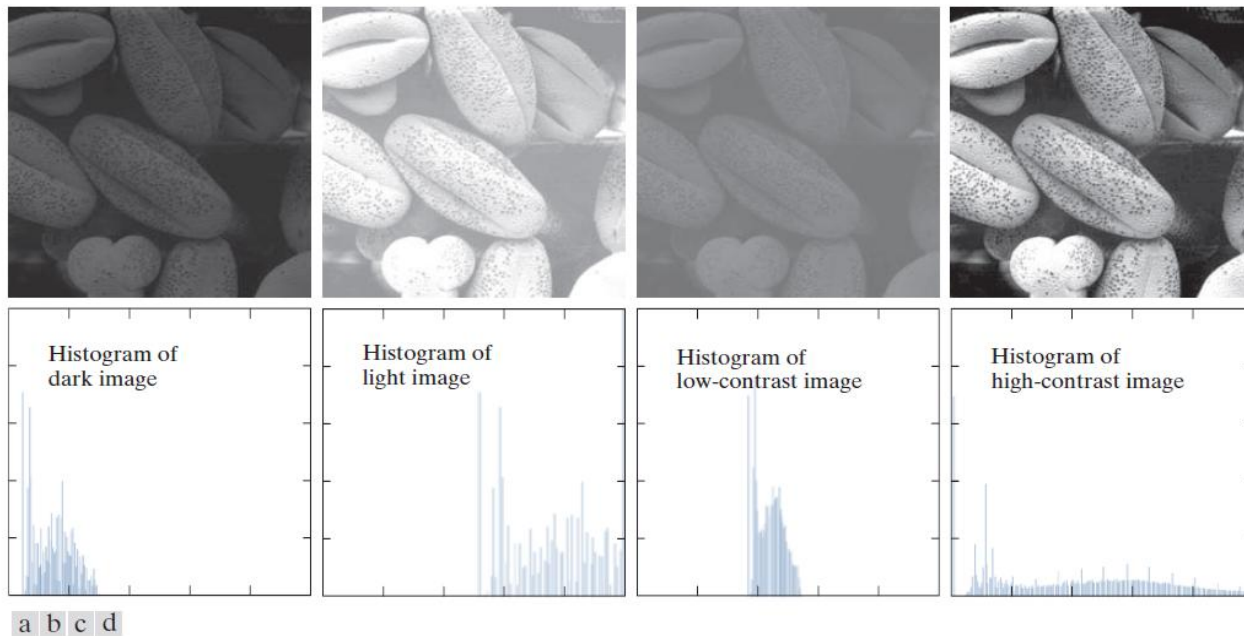 Histogram of
dark image
Histogram of
light image
Histogram of
low-contrast image
Histogram of
high-contrast image
a b c d